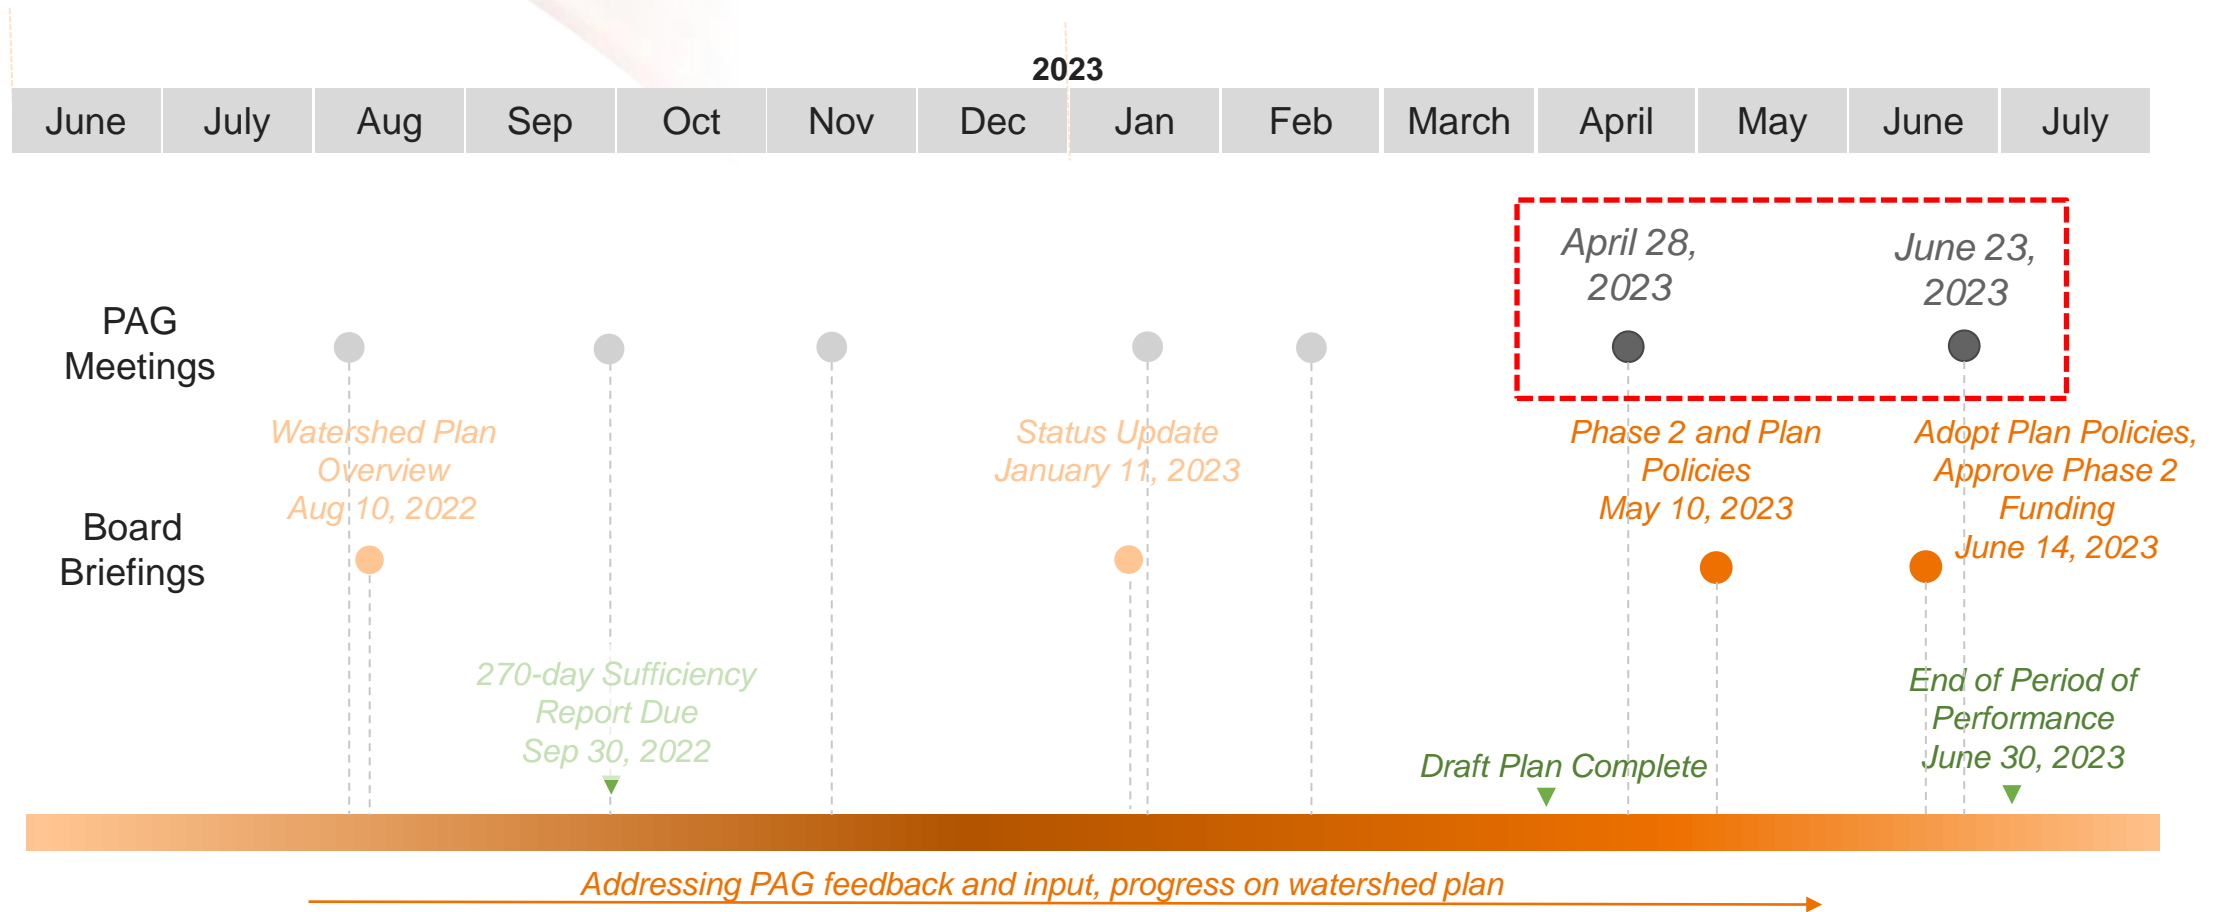 2023
June July Aug Sep Oct Nov Dec Jan Feb March April May June July
April 28,
2023
June 23,
2023
PAG
Meetings
Watershed Plan
Overview
Aug 10, 2022
Status Update
January 11, 2023
Phase 2 and Plan
Policies
May 10, 2023
Adopt Plan Policies,
Approve Phase 2
Funding
June 14, 2023
Board
Briefings
270-day Sufficiency
Report Due
Sep 30, 2022
Draft Plan Complete
End of Period of
Performance
June 30, 2023
Addressing PAG feedback and input, progress on watershed plan